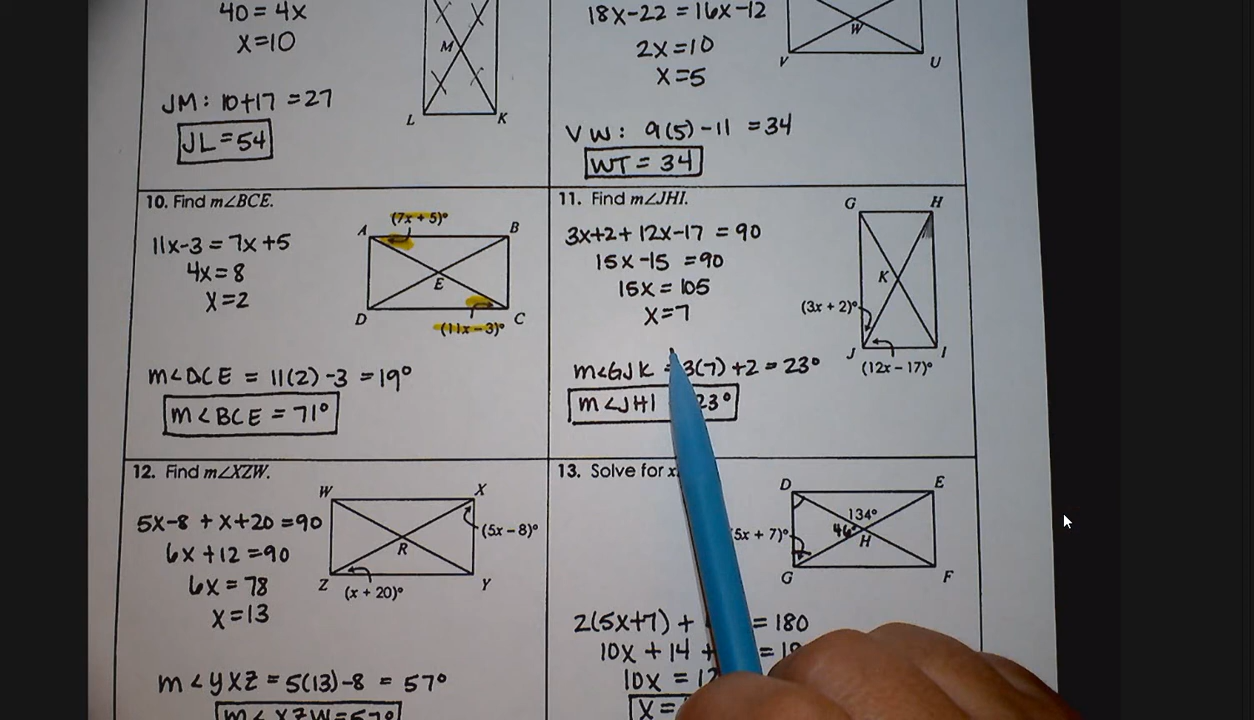 40 = 4x
x=10
JM: 10+17 =27
JL = 54
M
L
K
18x-22 = 16x-12
2x=10
x=5
VW: 9(5)-11 =34
WT = 34
W
V
U
10. Find m∠BCE.
11x-3 = 7x+5
4x= 8
x=2
m∠DCE = 11(2)-3 =19°
m∠BCE = 71°
(7x + 5)°
A
B
E
D
C
(11x – 3)°
11. Find m∠JHI.
3x+2+12x-17 = 90
15x-15 =90
15x= 105
x=7
m∠GJK = 3(7)+2=23°
m∠JHI 23°
G
H
K
(3x + 2)°
J
I
(12x – 17)°
12. Find m∠XZW.
5x-8 + x+20 =90
6x +12 =90
6x = 78
x=13
m∠YXZ = 5(13)-8 = 57°
m∠XZW=57°
W
X
(5x – 8)°
R
Z
Y
(x + 20)°
13. Solve for x
D
E
134°
46°
H
5x + 7)°
G
F
2(5x+7) + = 180
10x + 14 + =
10x =
x=